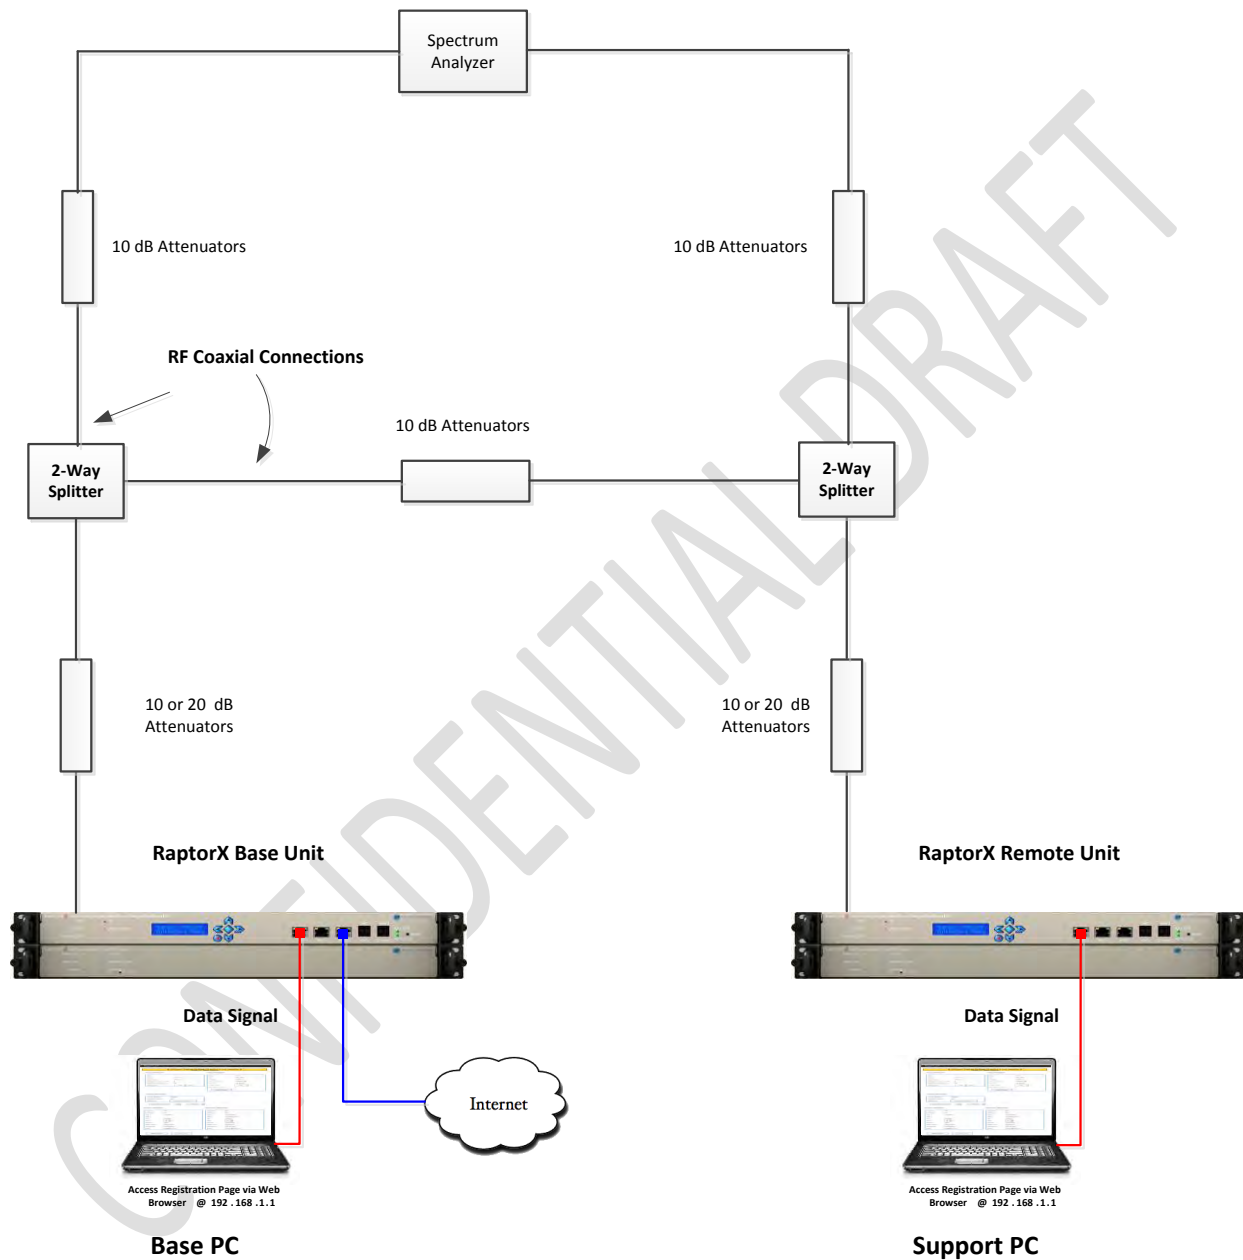 Spectrum
Analyzer
10 dB Attenuators
10 dB Attenuators
RF Coaxial Connections
10 dB Attenuators
2-Way
Splitter
2-Way
Splitter
10 or 20 dB
Attenuators
10 or 20 dB
Attenuators
RaptorX Base Unit
RaptorX Remote Unit
Data Signal
Data Signal
Internet
Access Registration Page via Web
Browser @ 192 . 168 .1.1
Access Registration Page via Web
Browser @ 192 . 168 .1.1
Base PC
Support PC
CONFIDENTIAL DRAFT